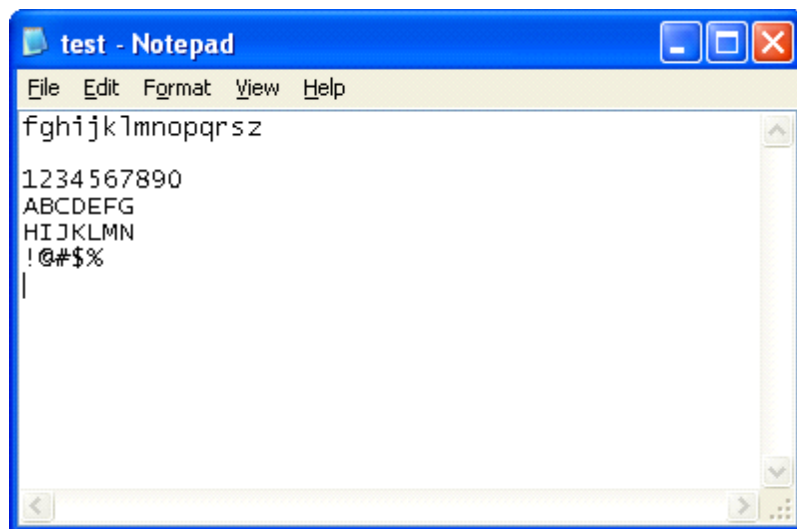 test - Notepad
File Edit Format View Help
fghijklmnopqrsz
1234567890
ABCDEFG
HIJKLMN
!@#$%